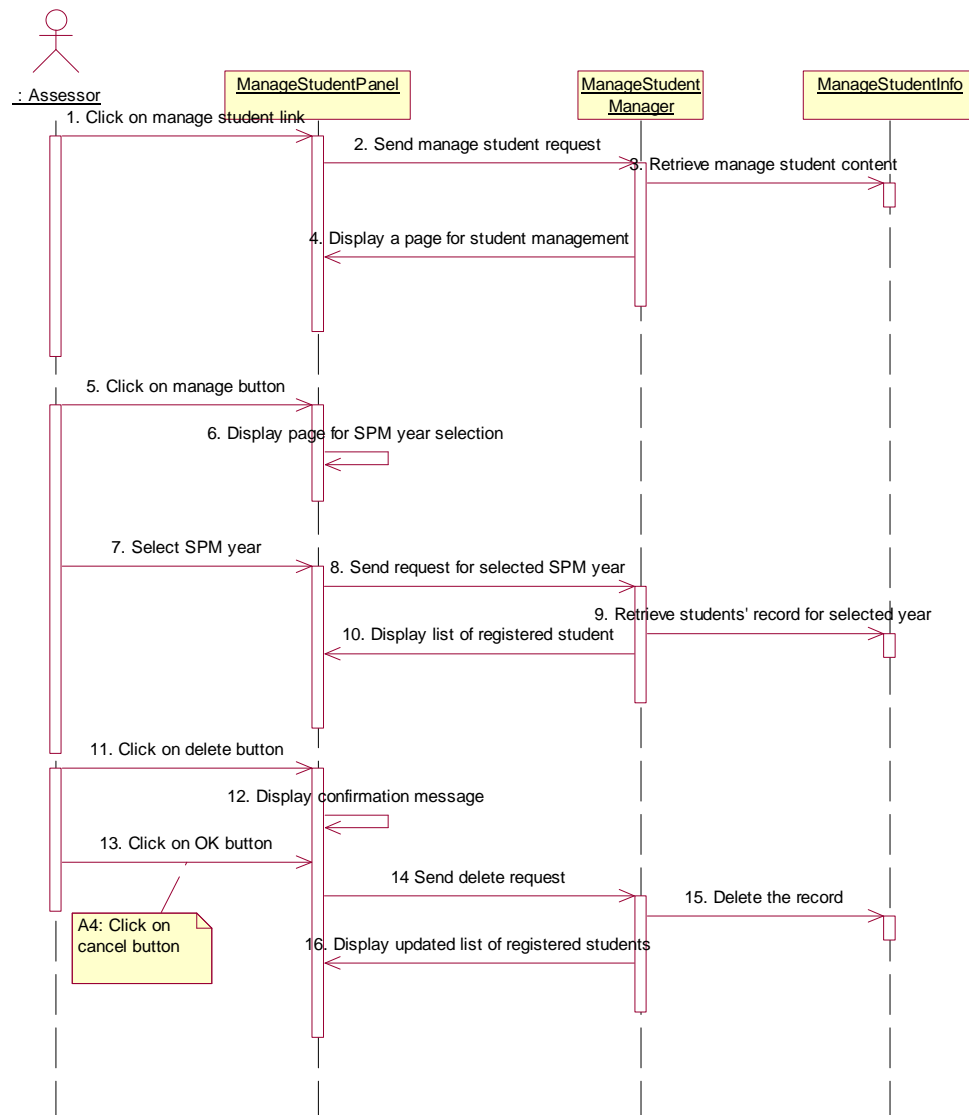 : Assessor
ManageStudentPanel
ManageStudent
Manager
ManageStudentInfo
1. Click on manage student link
2. Send manage student request
3. Retrieve manage student content
4. Display a page for student management
5. Click on manage button
6. Display page for SPM year selection
7. Select SPM year
8. Send request for selected SPM year
9. Retrieve students' record for selected year
10. Display list of registered student
11. Click on delete button
12. Display confirmation message
13. Click on OK button
14 Send delete request
15. Delete the record
A4: Click on
cancel button
16. Display updated list of registered students